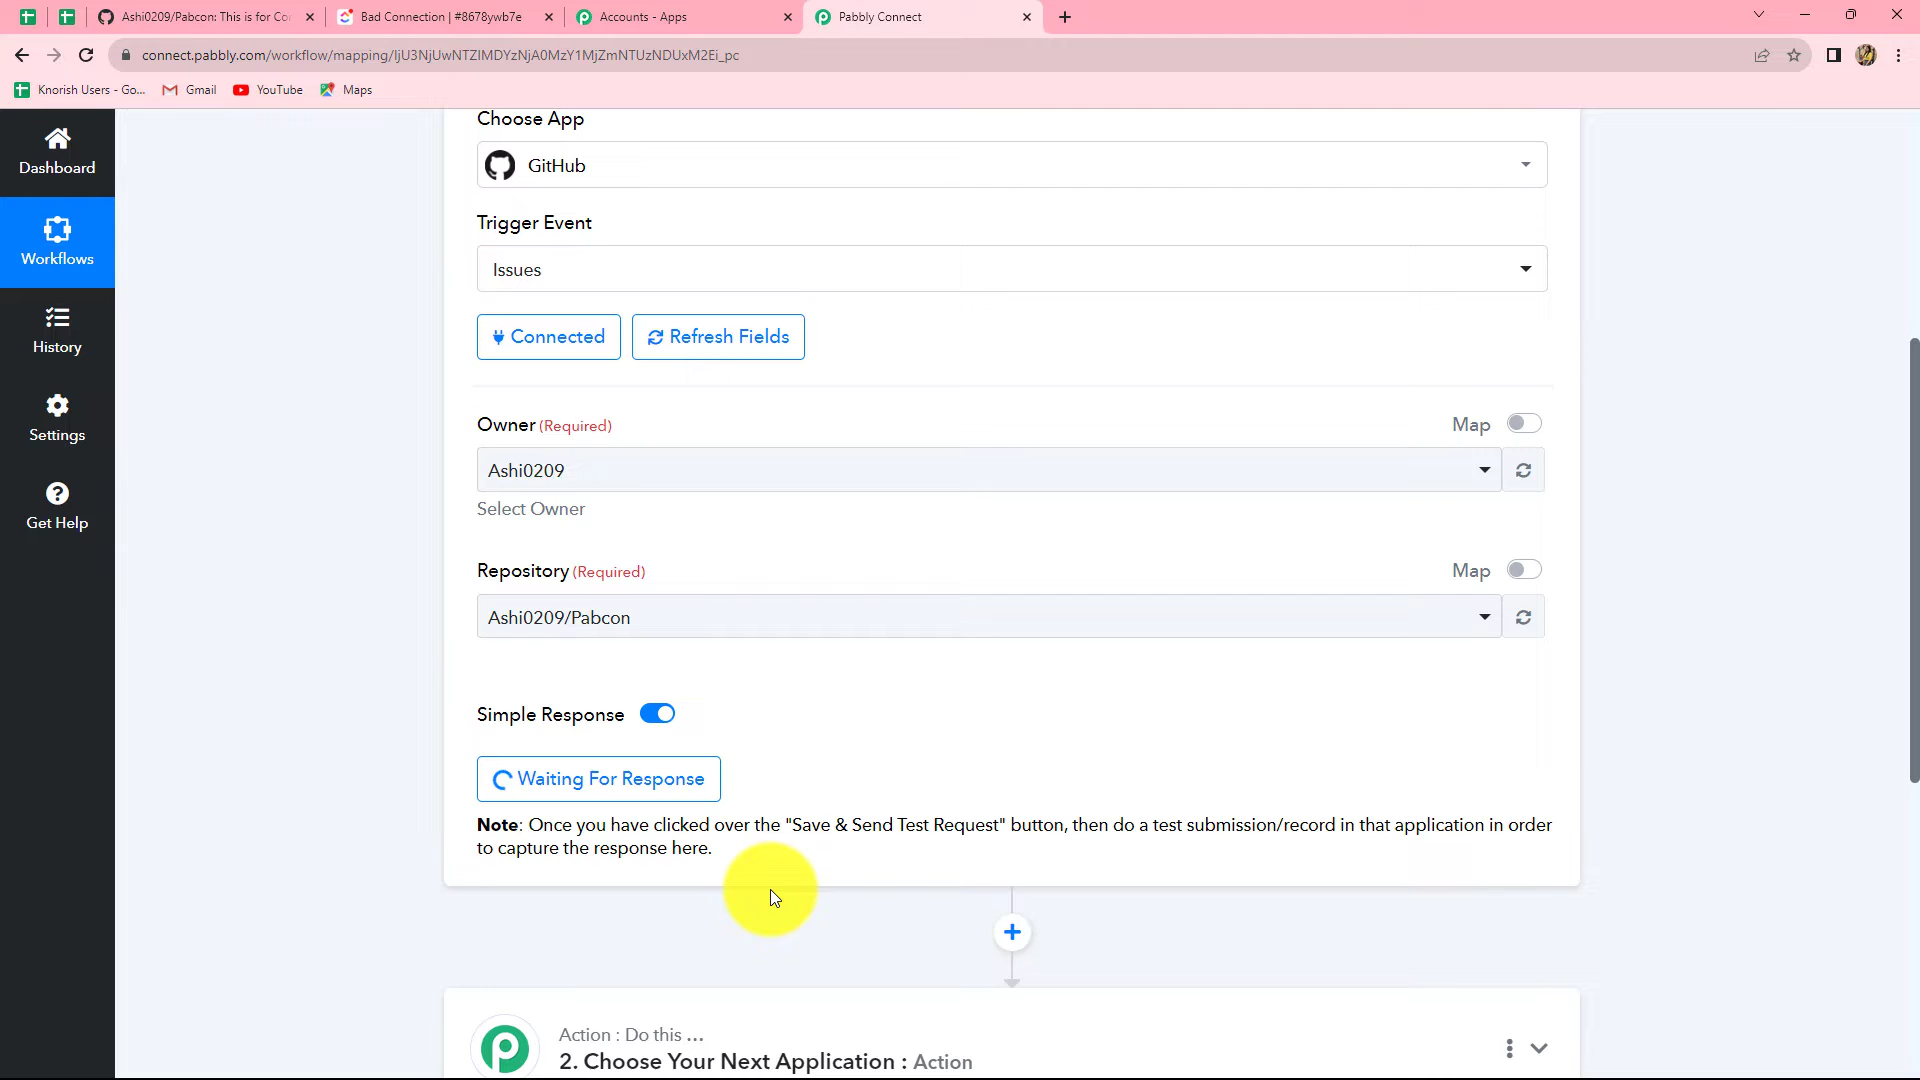 Ashi0209/Pabcon: This is for Co
Bad Connection | #8678ywb7e
Accounts - Apps
Pabbly Connect
connect.pabbly.com/workflow/mapping/IjU3NjUwNTZlMDYzNjA0MzY1MjZmNTUzNDUxM2Ei_pc
Knorish Users - Go...
Gmail
YouTube
Maps
Dashboard
Workflows
History
Settings
Get Help
Choose App
GitHub
Trigger Event
Issues
Connected
Refresh Fields
Owner (Required)
Map
Ashi0209
Select Owner
Repository (Required)
Map
Ashi0209/Pabcon
Simple Response
Waiting For Response
Note: Once you have clicked over the "Save & Send Test Request" button, then do a test submission/record in that application in order
to capture the response here.
Action : Do this ...
2. Choose Your Next Application : Action